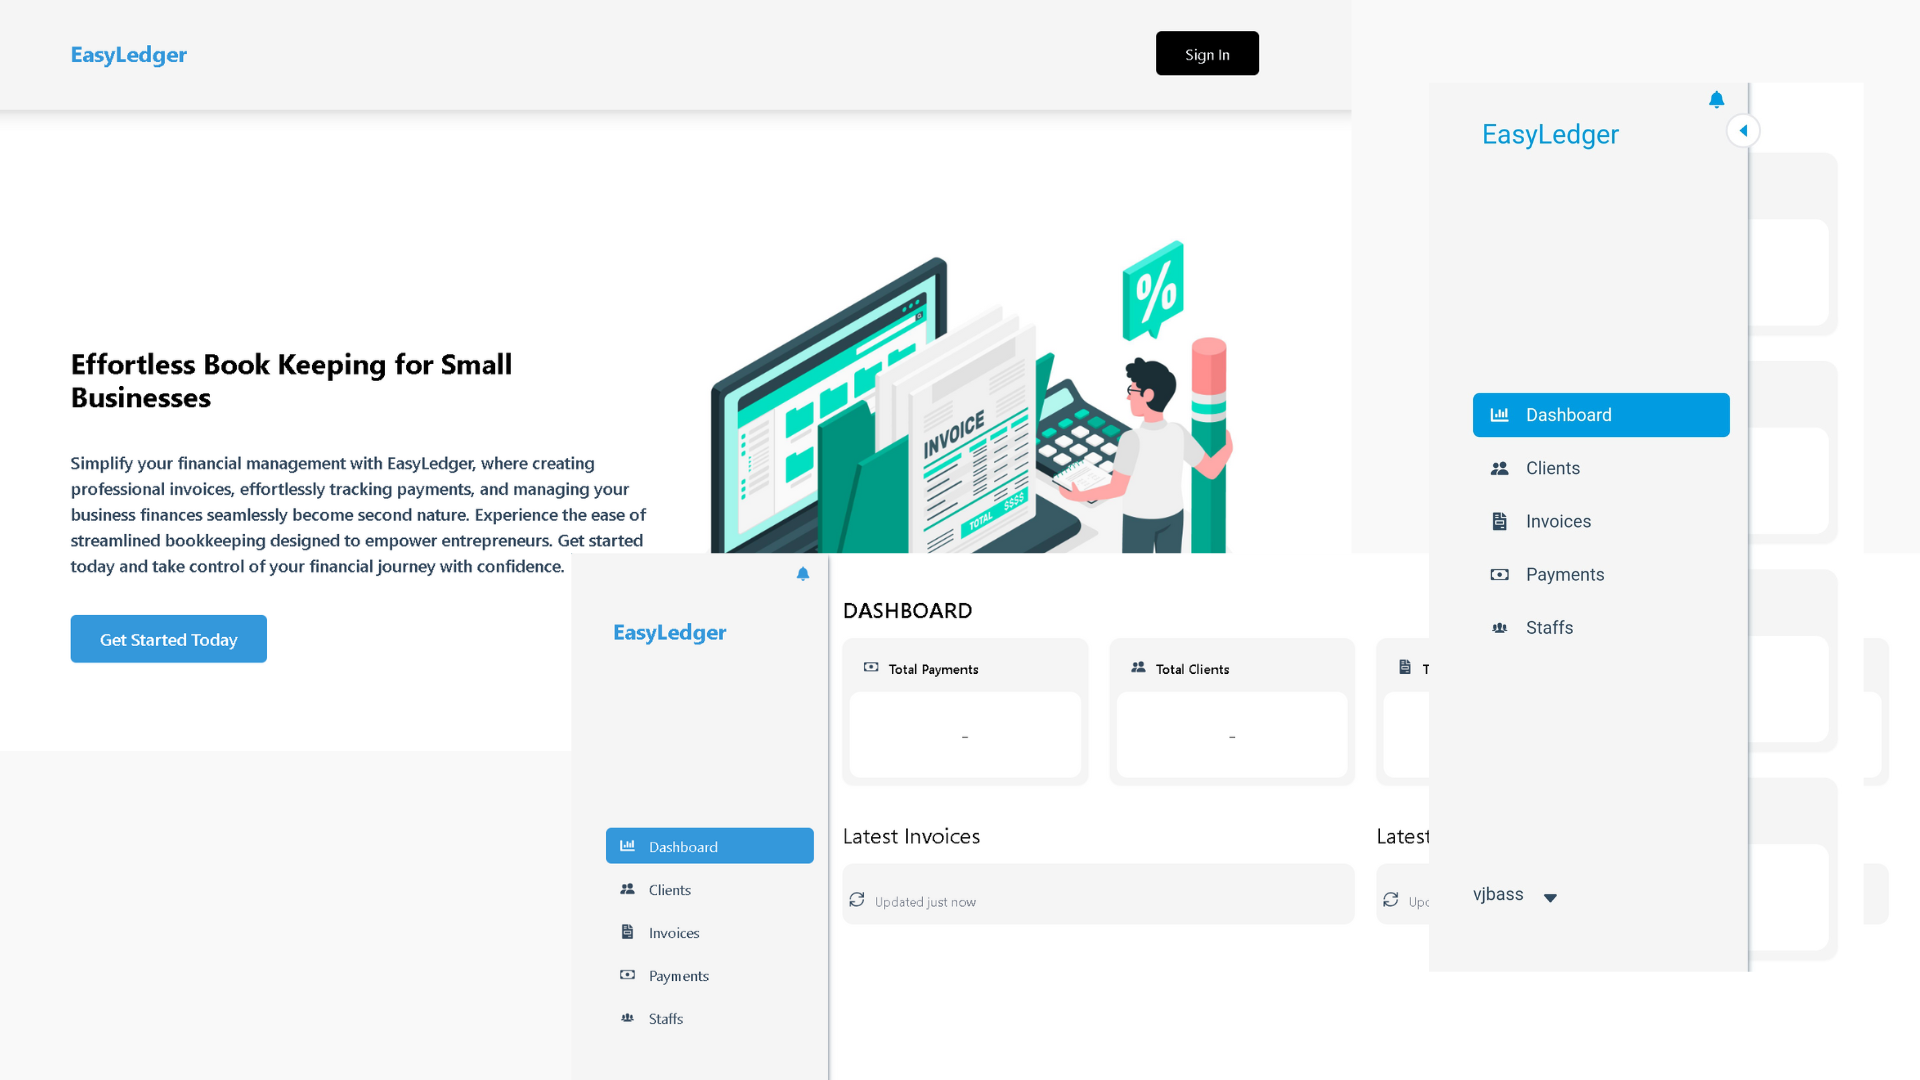 EasyLedger
Sign In
Effortless Book Keeping for Small
Businesses
Simplify your financial management with EasyLedger, where creating
professional invoices, effortlessly tracking payments, and managing your
business finances seamlessly become second nature. Experience the ease of
streamlined bookkeeping designed to empower entrepreneurs. Get started
today and take control of your financial journey with confidence.
Get Started Today
%
INVOICE
TOTAL $$$$
EasyLedger
Dashboard
Clients
Invoices
Payments
Staffs
DASHBOARD
Total Payments
-
Total Clients
-
T
Latest Invoices
Updated just now
Latest
Upd
EasyLedger
Dashboard
Clients
Invoices
Payments
Staffs
vjbass